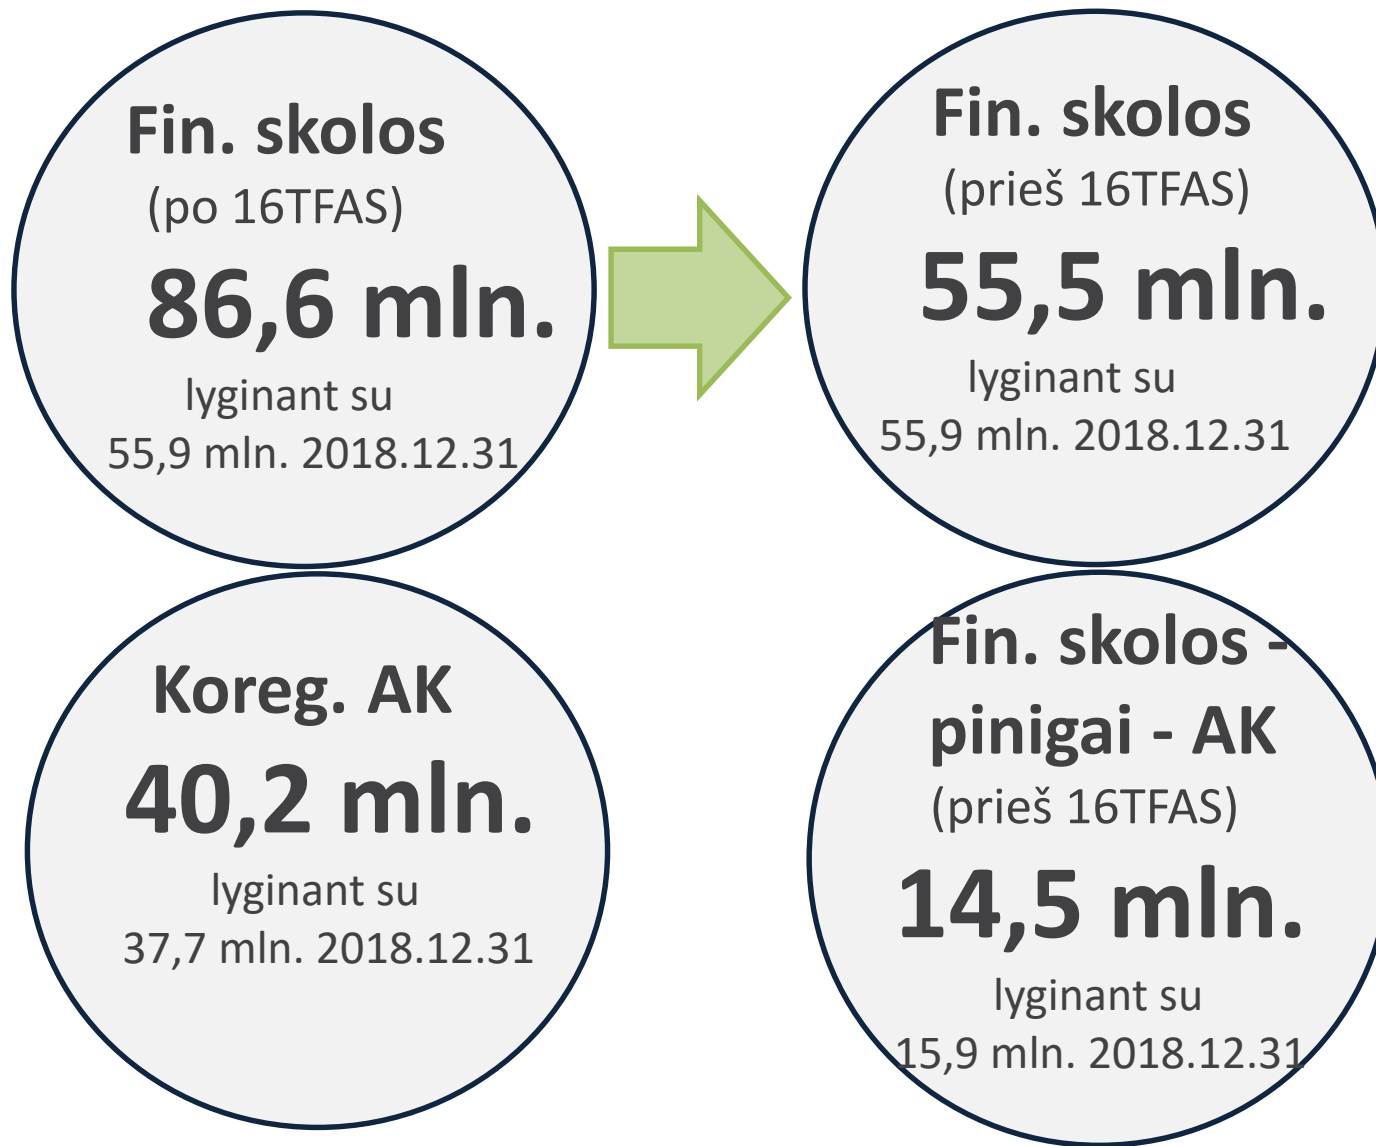 Fin. skolos
(po 16TFAS)
86,6 mln.
lyginant su
55,9 mln. 2018.12.31
Fin. skolos
(prieš 16TFAS)
55,5 mln.
lyginant su
55,9 mln. 2018.12.31
Koreg. AK
40,2 mln.
lyginant su
37,7 mln. 2018.12.31
Fin. skolos -
pinigai - AK
(prieš 16TFAS)
14,5 mln.
lyginant su
15,9 mln. 2018.12.31